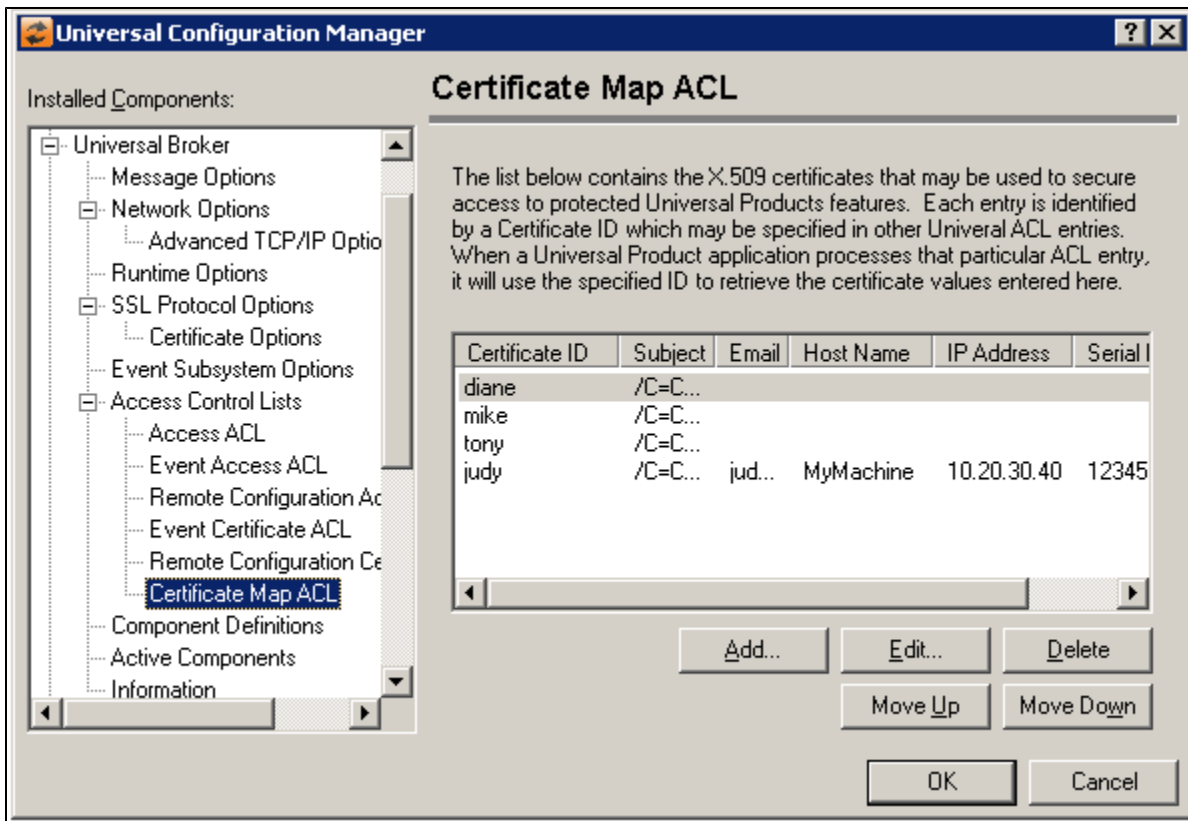 Universal Configuration Manager
Installed Components:
Universal Broker
Message Options
Network Options
Advanced TCP/IP Optio
Runtime Options
SSL Protocol Options
Certificate Options
Event Subsystem Options
Access Control Lists
Access ACL
Event Access ACL
Remote Configuration Ac
Event Certificate ACL
Remote Configuration Ce
Certificate Map ACL
Component Definitions
Active Components
Information
Certificate Map ACL
The list below contains the X.509 certificates that may be used to secure
access to protected Universal Products features. Each entry is identified
by a Certificate ID which may be specified in other Univeral ACL entries.
When a Universal Product application processes that particular ACL entry,
it will use the specified ID to retrieve the certificate values entered here.
Certificate ID Subject Email Host Name IP Address Serial I
diane /C=C...
mike /C=C...
tony /C=C...
judy /C=C... jud... MyMachine 10.20.30.40 12345
Add... Edit... Delete
Move Up Move Down
OK Cancel